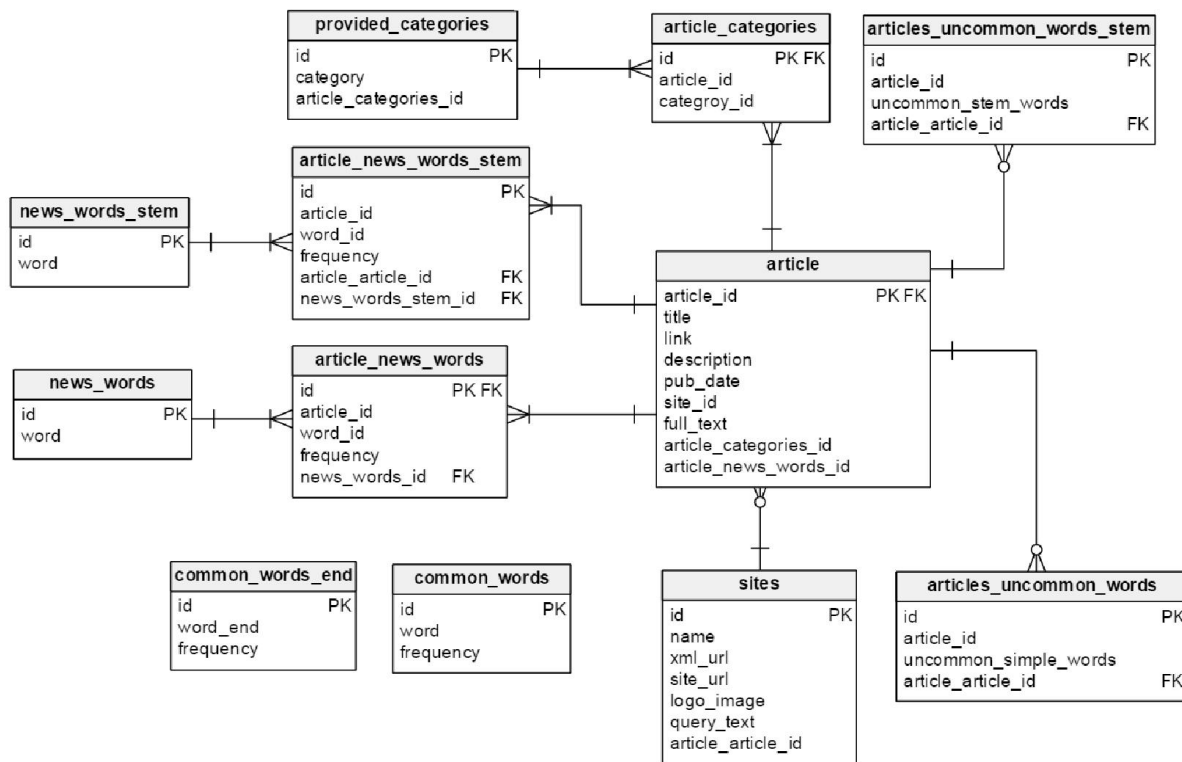 provided_categories
id PK
category
article_categories_id
article_categories
id PK FK
article_id
categroy_id
articles_uncommon_words_stem
id PK
article_id
uncommon_stem_words
article_article_id FK
news_words_stem
id PK
word
article_news_words_stem
id PK
article_id
word_id
frequency
article_article_id FK
news_words_stem_id FK
article
article_id PK FK
title
link
description
pub_date
site_id
full_text
article_categories_id
article_news_words_id
news_words
id PK
word
article_news_words
id PK FK
article_id
word_id
frequency
news_words_id FK
common_words_end
id PK
word_end
frequency
common_words
id PK
word
frequency
sites
id PK
name
xml_url
site_url
logo_image
query_text
article_article_id
articles_uncommon_words
id PK
article_id
uncommon_simple_words
article_article_id FK